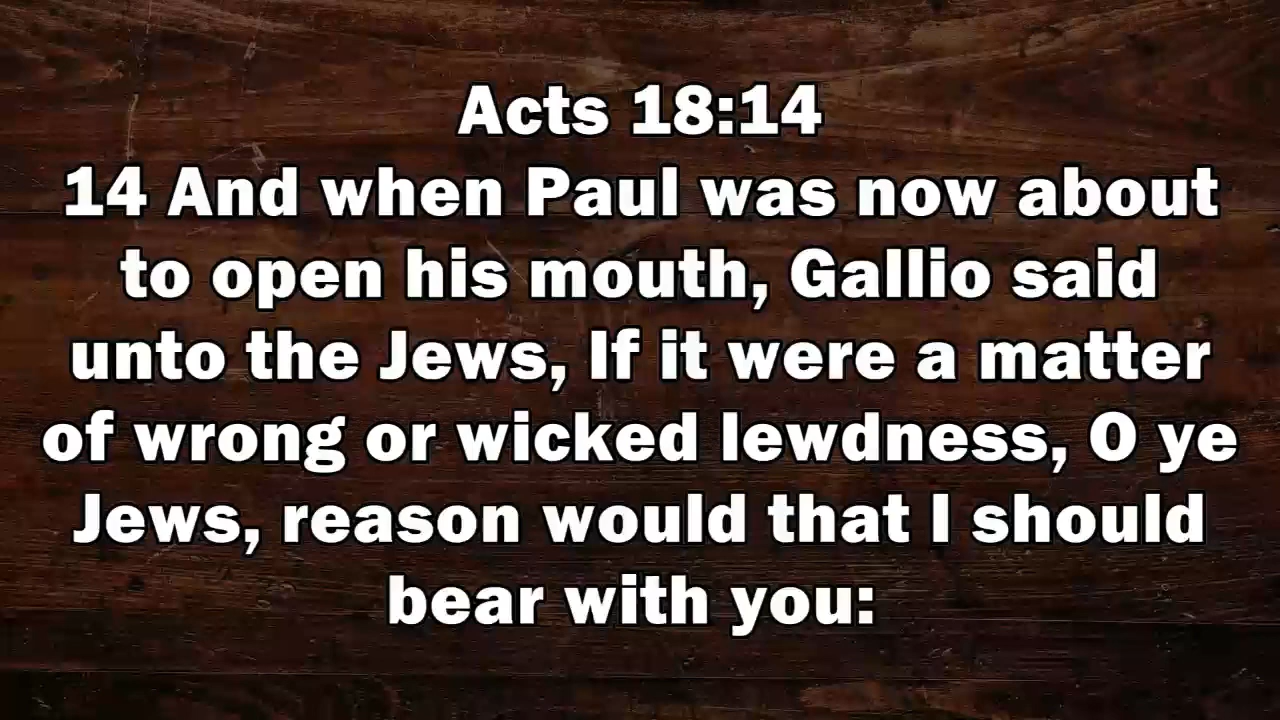 Acts 18:14
14 And when Paul was now about
to open his mouth, Gallio said
unto the Jews, If it were a matter
of wrong or wicked lewdness, O ye
Jews, reason would that I should
bear with you: